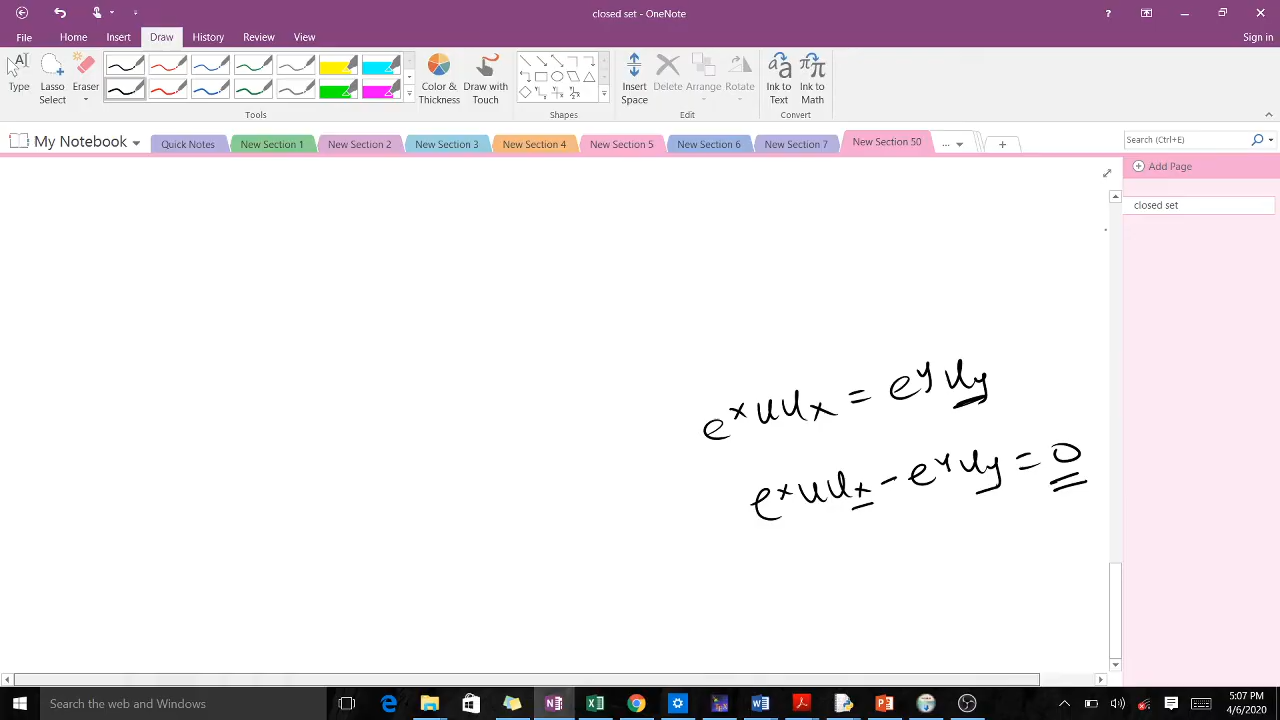 closed set - OneNote
File Home Insert Draw History Review View Sign in
Type Lasso Select Eraser Color & Thickness Draw with Touch Insert Space Delete Arrange Rotate Ink to Text Ink to Math
Tools Shapes Edit Convert
My Notebook Quick Notes New Section 1 New Section 2 New Section 3 New Section 4 New Section 5 New Section 6 New Section 7 New Section 50 ... Search (Ctrl+E)
Add Page
closed set
e^x u u_x = e^y u_y
e^x u u_x - e^y u_y = 0
Search the web and Windows
5:07 PM
4/6/2020